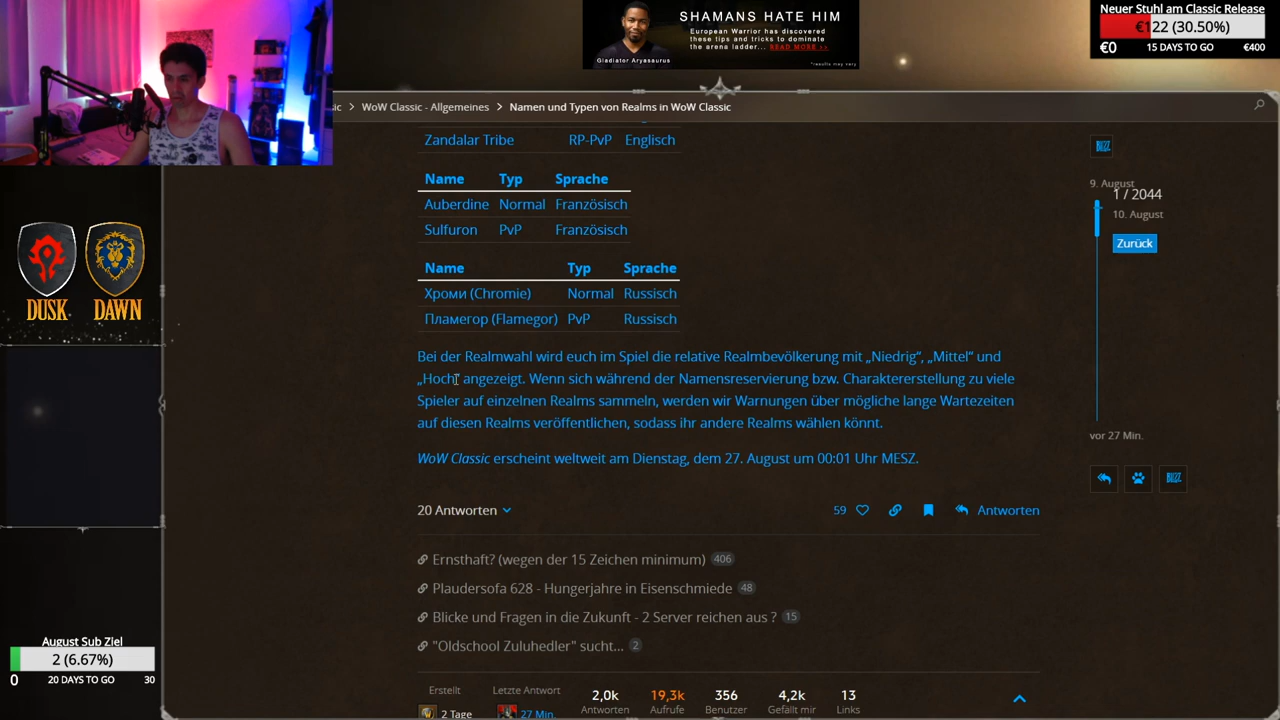 SHAMANS HATE HIM
European Warrior has discovered
these tips and tricks to dominate
the arena ladder... READ MORE >>
Gladiator Aryasaurus
*results may vary
Neuer Stuhl am Classic Release
€122 (30.50%)
€0 15 DAYS TO GO €400
ic > WoW Classic - Allgemeines > Namen und Typen von Realms in WoW Classic
Zandalar Tribe RP-PvP Englisch
Name Typ Sprache
Auberdine Normal Französisch
Sulfuron PvP Französisch
Name Typ Sprache
Хроми (Chromie) Normal Russisch
Пламегор (Flamegor) PvP Russisch
Bei der Realmwahl wird euch im Spiel die relative Realmbevölkerung mit „Niedrig“, „Mittel“ und
„Hoch“ angezeigt. Wenn sich während der Namensreservierung bzw. Charaktererstellung zu viele
Spieler auf einzelnen Realms sammeln, werden wir Warnungen über mögliche lange Wartezeiten
auf diesen Realms veröffentlichen, sodass ihr andere Realms wählen könnt.
WoW Classic erscheint weltweit am Dienstag, dem 27. August um 00:01 Uhr MESZ.
20 Antworten 59 Antworten
Ernsthaft? (wegen der 15 Zeichen minimum) 406
Plaudersofa 628 - Hungerjahre in Eisenschmiede 48
Blicke und Fragen in die Zukunft - 2 Server reichen aus ? 15
"Oldschool Zuluhedler" sucht... 2
Erstellt Letzte Antwort 2,0k 19,3k 356 4,2k 13
2 Tage 27 Min. Antworten Aufrufe Benutzer Gefällt mir Links
BLIZZ
9. August
1 / 2044
10. August
Zurück
vor 27 Min.
BLIZZ
DUSK DAWN
August Sub Ziel
2 (6.67%)
0 20 DAYS TO GO 30